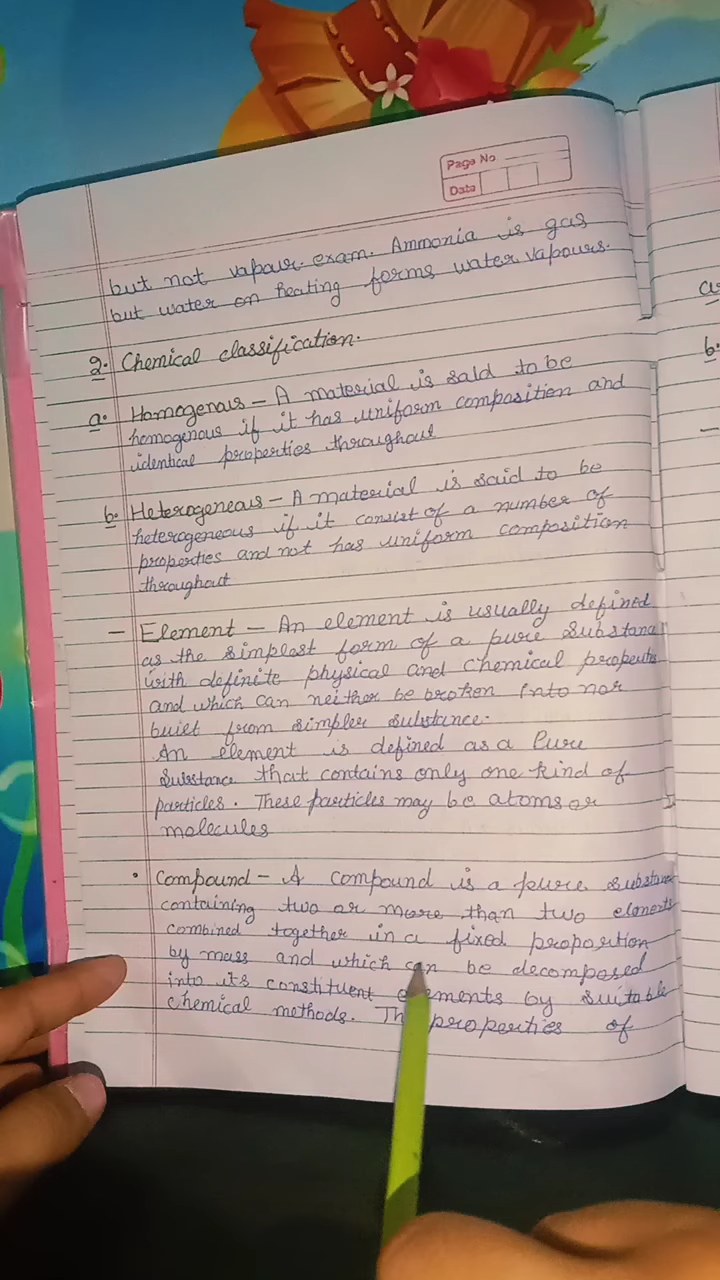 Page No
Date
but not vapour. exam. Ammonia is gas
but water on heating forms water vapours.
2. Chemical classification.
a. Homogenous - A material is said to be
homogenous if it has uniform composition and
identical properties throughout
b. Heterogeneous - A material is said to be
heterogeneous if it consist of a number of
properties and not has uniform composition
throughout
- Element - An element is usually defined
as the simplest form of a pure substanc
with definite physical and chemical propeuti
and which can neither be broken into nor
built from simpler substance.
An element is defined as a Pure
substance that contains only one kind of
particles. These particles may be atoms or
molecules
• Compound - A compound is a pure substanc
containing two or more than two elements
combined together in a fixed proposition
by mass and which can be decomposed
into its constituent elements by suitable
chemical methods. The properties of
a
b.